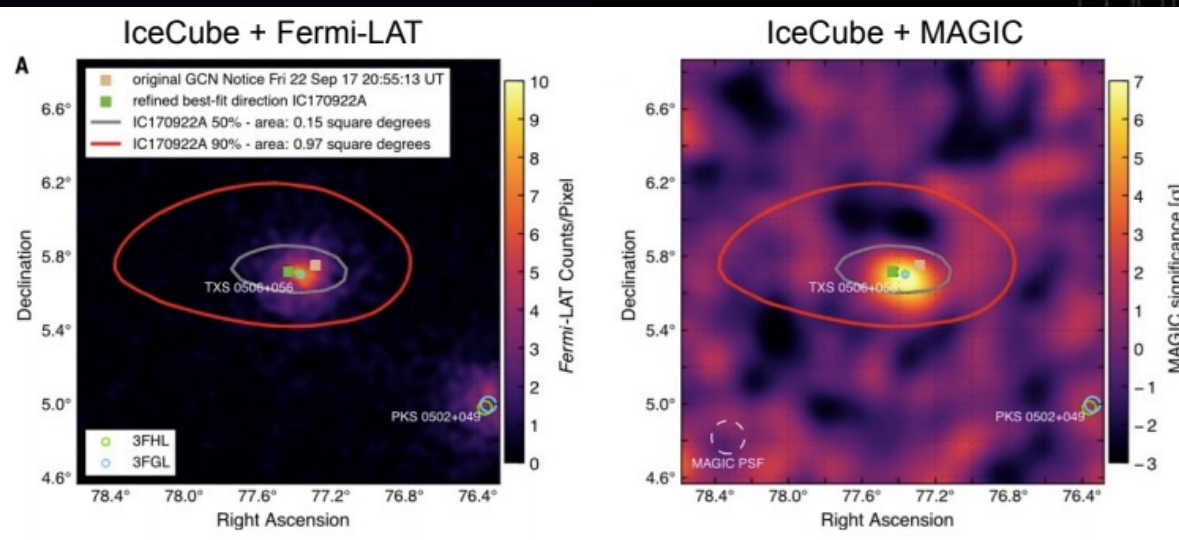 IceCube + Fermi-LAT
A
original GCN Notice Fri 22 Sep 17 20:55:13 UT
refined best-fit direction IC170922A
IC170922A 50% - area: 0.15 square degrees
IC170922A 90% - area: 0.97 square degrees
6.6°
6.2°
5.8°
5.4°
5.0°
4.6°
Declination
TXS 0506+056
PKS 0502+049
3FHL
3FGL
78.4°
78.0°
77.6°
77.2°
76.8°
76.4°
Right Ascension
10
9
8
7
6
5
4
3
2
1
0
Fermi-LAT Counts/Pixel
IceCube + MAGIC
6.6°
6.2°
5.8°
5.4°
5.0°
4.6°
Declination
TXS 0506+056
PKS 0502+049
MAGIC PSF
78.4°
78.0°
77.6°
77.2°
76.8°
76.4°
Right Ascension
7
6
5
4
3
2
1
0
−1
−2
−3
MAGIC significance [σ]